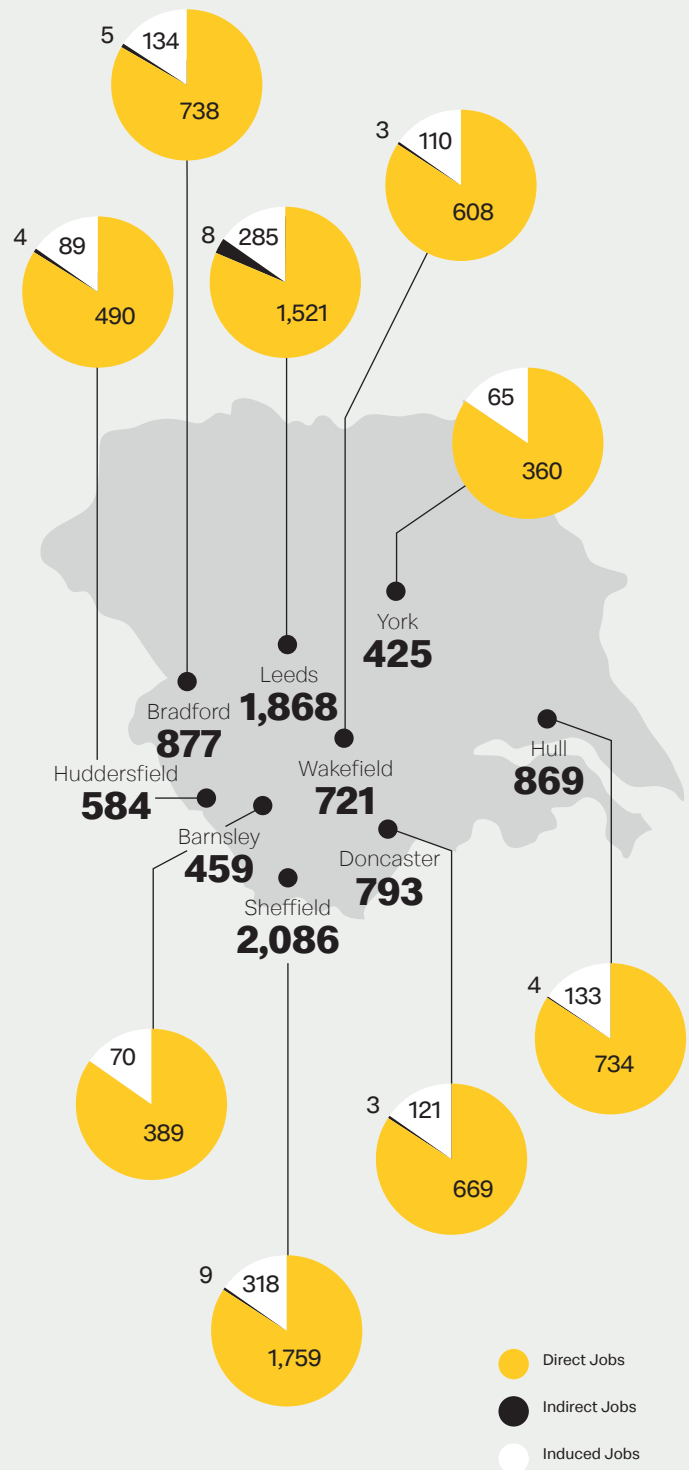 5
134
738
3
110
608
4
89
490
8
285
1,521
65
360
York
425
Leeds
1,868
Bradford
877
Hull
869
Wakefield
721
Huddersfield
584
Barnsley
459
Doncaster
793
Sheffield
2,086
4
133
734
70
389
3
121
669
9
318
1,759
Direct Jobs
Indirect Jobs
Induced Jobs